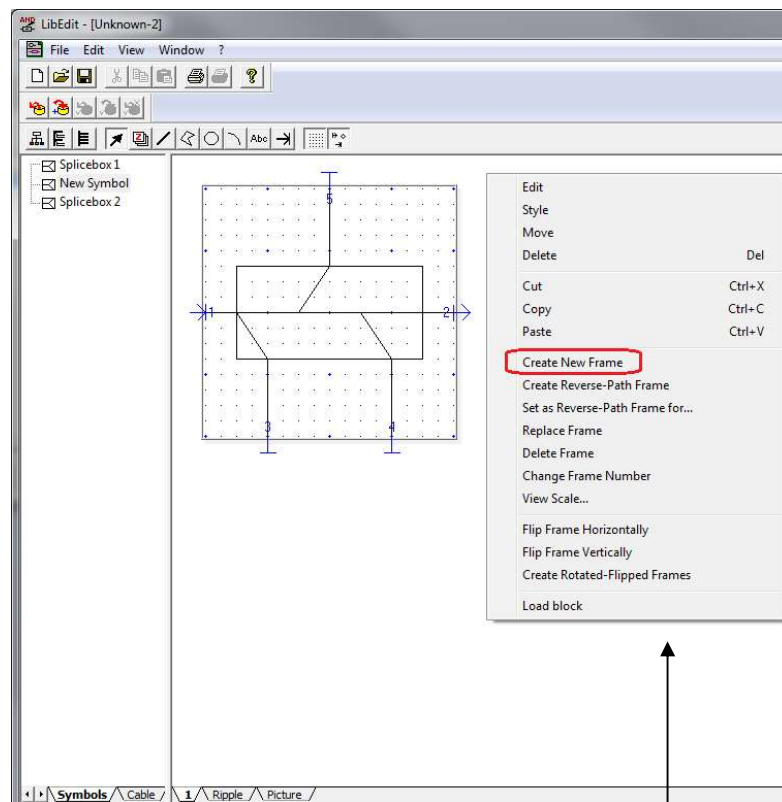 LibEdit - [Unknown-2]
File Edit View Window ?
Abc
Splicebox 1
New Symbol
Splicebox 2
5
1
2
3
4
Edit
Style
Move
Delete Del
Cut Ctrl+X
Copy Ctrl+C
Paste Ctrl+V
Create New Frame
Create Reverse-Path Frame
Set as Reverse-Path Frame for...
Replace Frame
Delete Frame
Change Frame Number
View Scale...
Flip Frame Horizontally
Flip Frame Vertically
Create Rotated-Flipped Frames
Load block
Symbols Cable 1 Ripple Picture